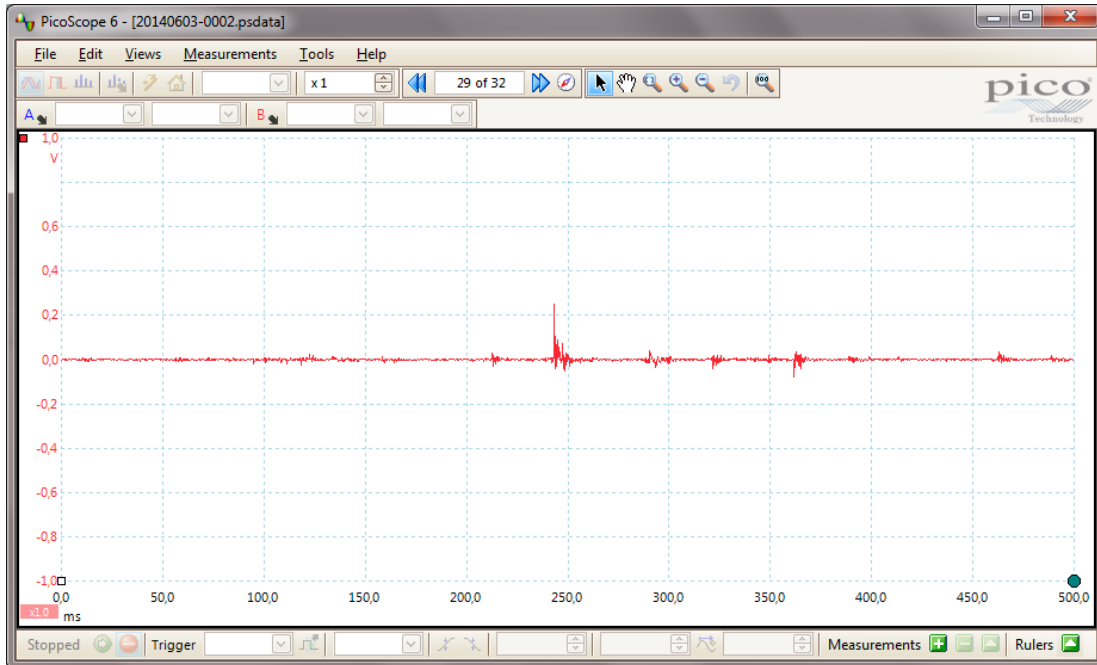 PicoScope 6 - [20140603-0002.psdata]
File Edit Views Measurements Tools Help
x 1 29 of 32
pico
Technology
A B
1,0
V
0,6
0,4
0,2
0,0
-0,2
-0,4
-0,6
-0,8
-1,0
0,0 50,0 100,0 150,0 200,0 250,0 300,0 350,0 400,0 450,0 500,0
x1.0 ms
Stopped Trigger Measurements Rulers